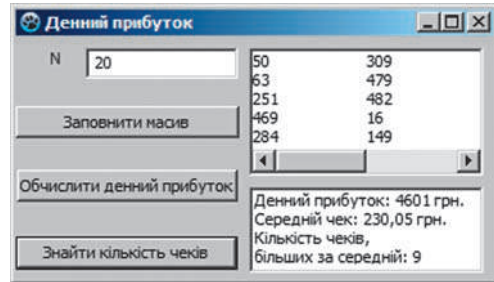 Денний прибуток
N 20
Заповнити масив
Обчислити денний прибуток
Знайти кількість чеків
50 309
63 479
251 482
469 16
284 149
Денний прибуток: 4601 грн.
Середній чек: 230,05 грн.
Кількість чеків,
більших за середній: 9